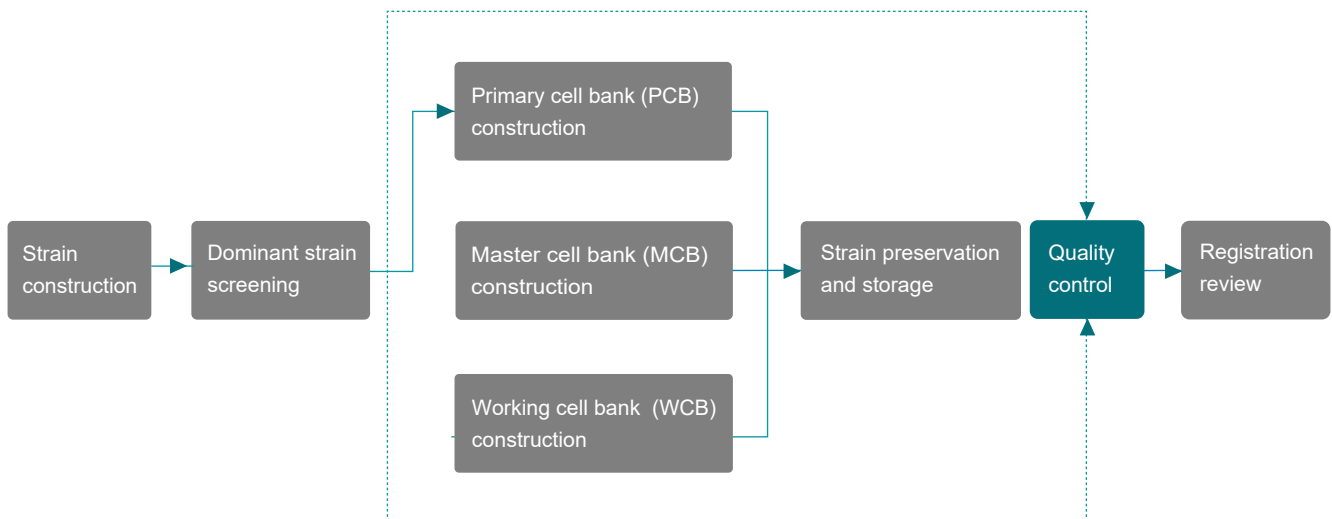 Strain
construction
Dominant strain
screening
Primary cell bank (PCB)
construction
Master cell bank (MCB)
construction
Working cell bank  (WCB)
construction
Strain preservation
and storage
Quality
control
Registration
review